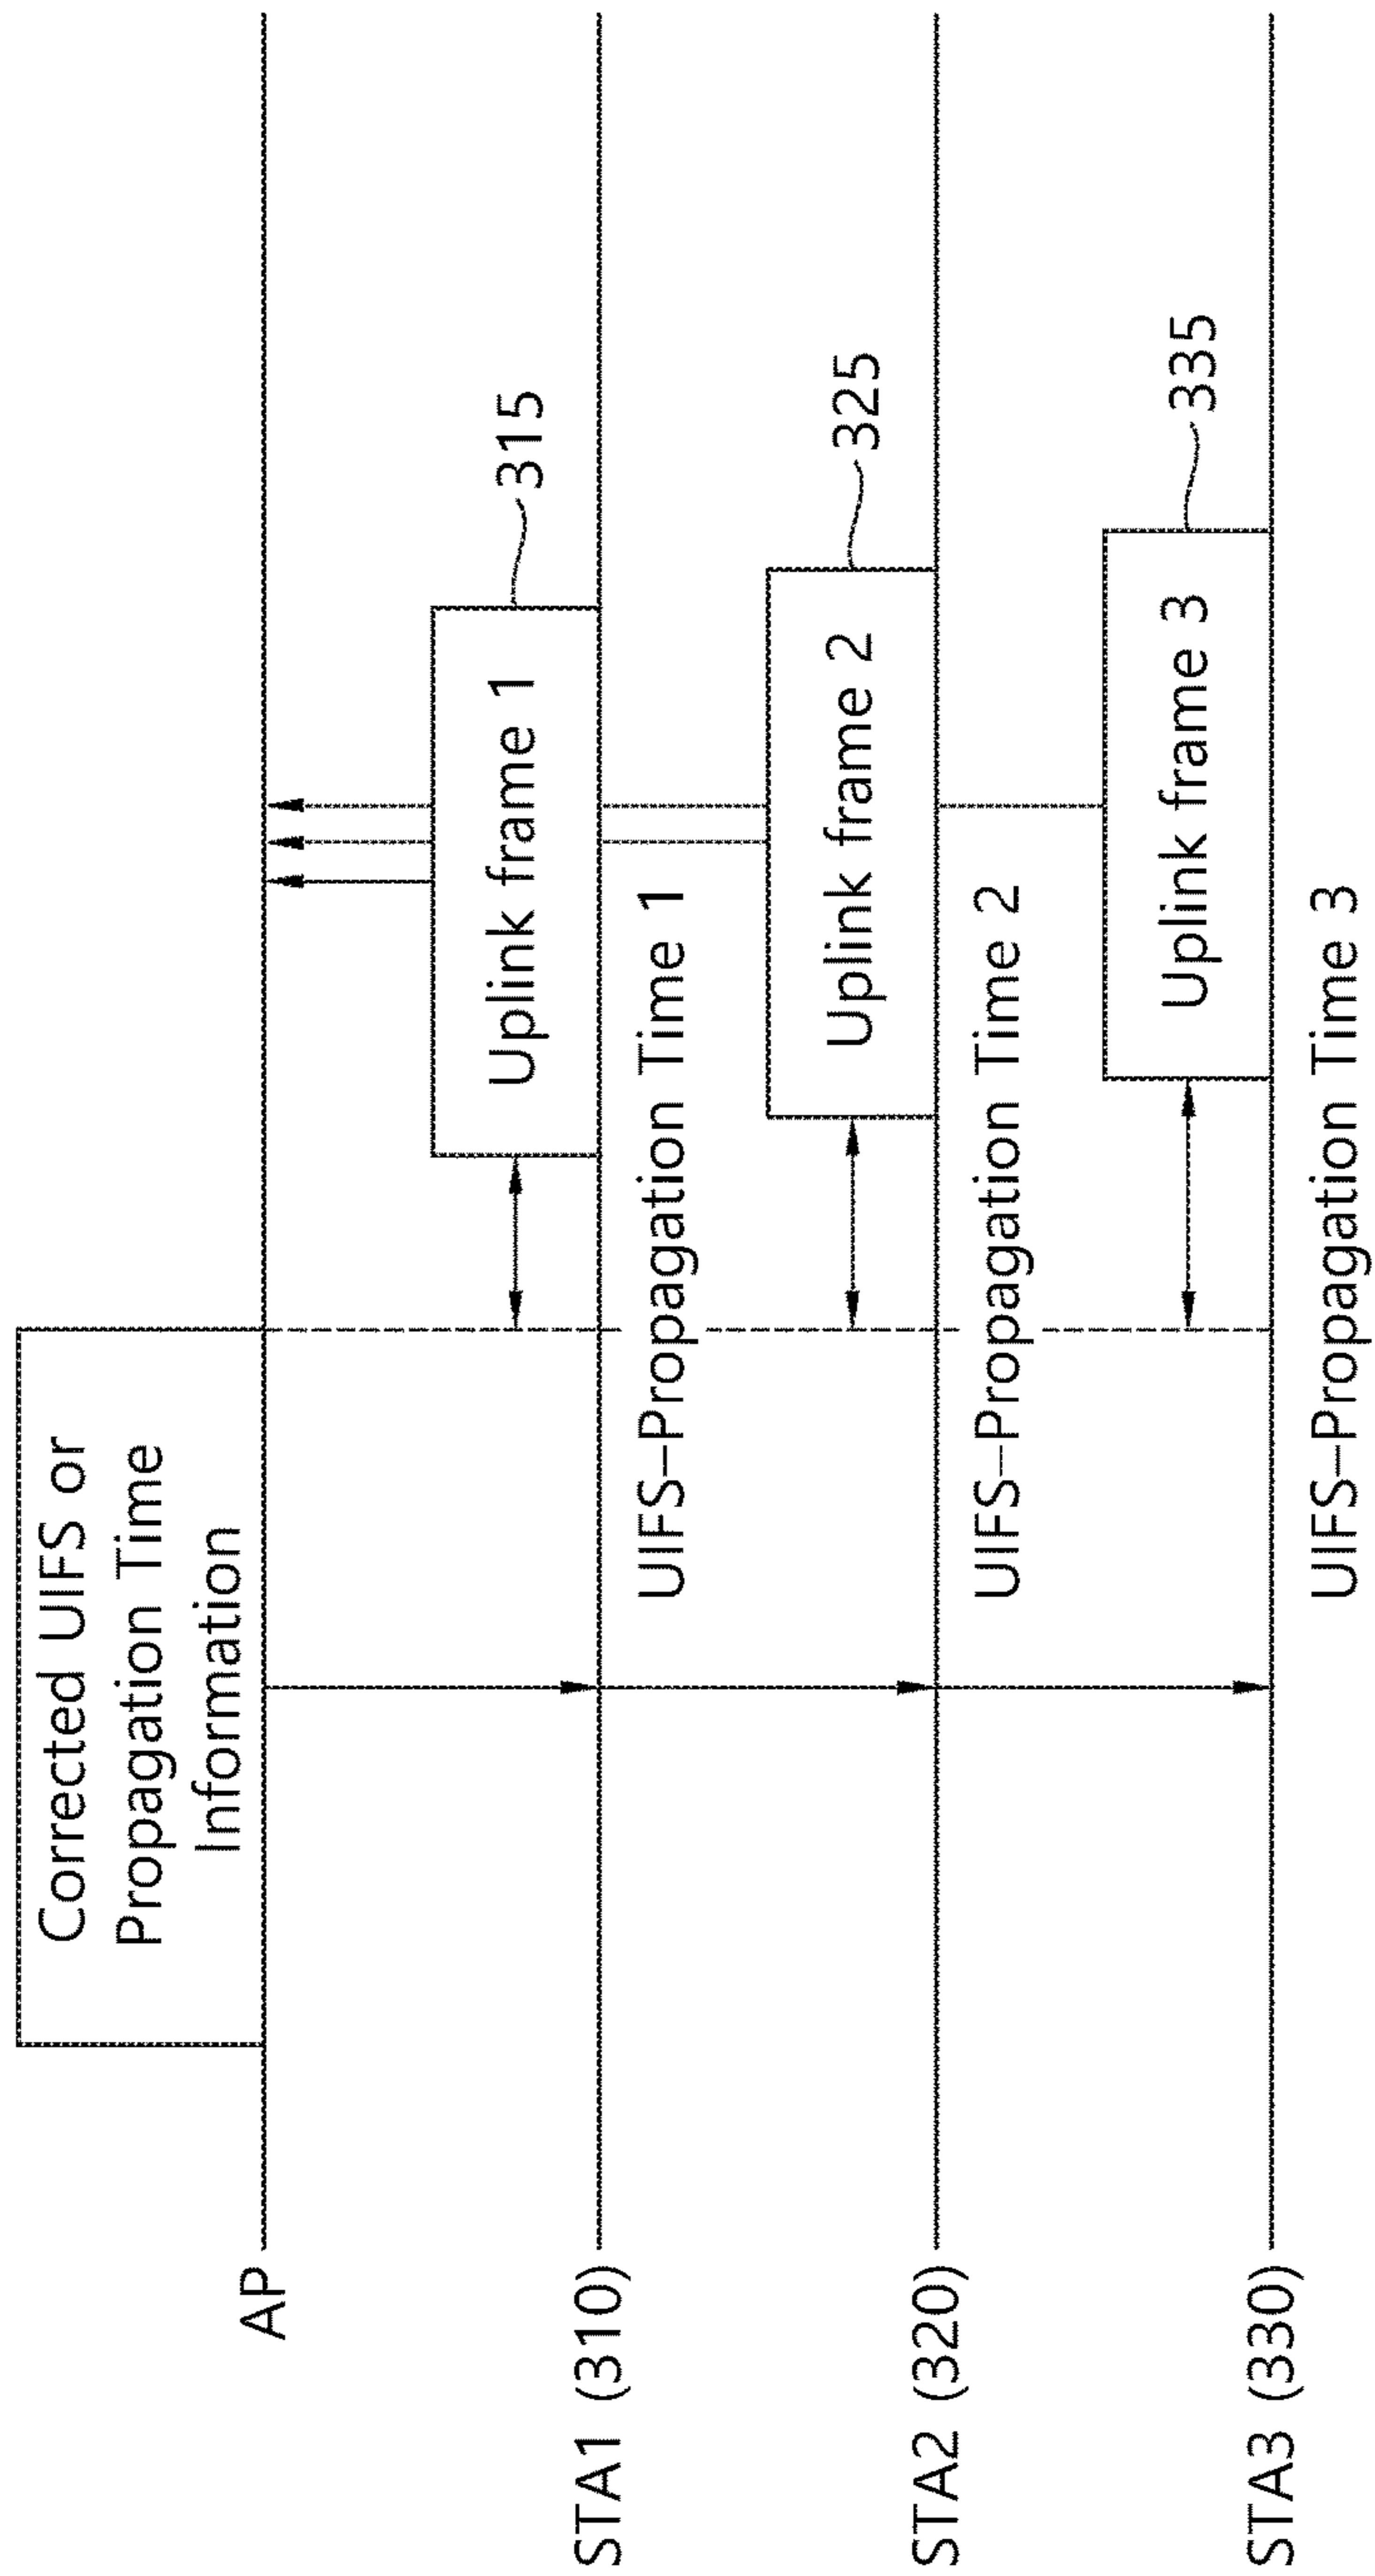 Corrected UIFS or
Propagation Time
Information
AP
Uplink frame 1
315
STA1 (310)
UIFS–Propagation Time 1
Uplink frame 2
325
STA2 (320)
UIFS–Propagation Time 2
Uplink frame 3
335
STA3 (330)
UIFS–Propagation Time 3